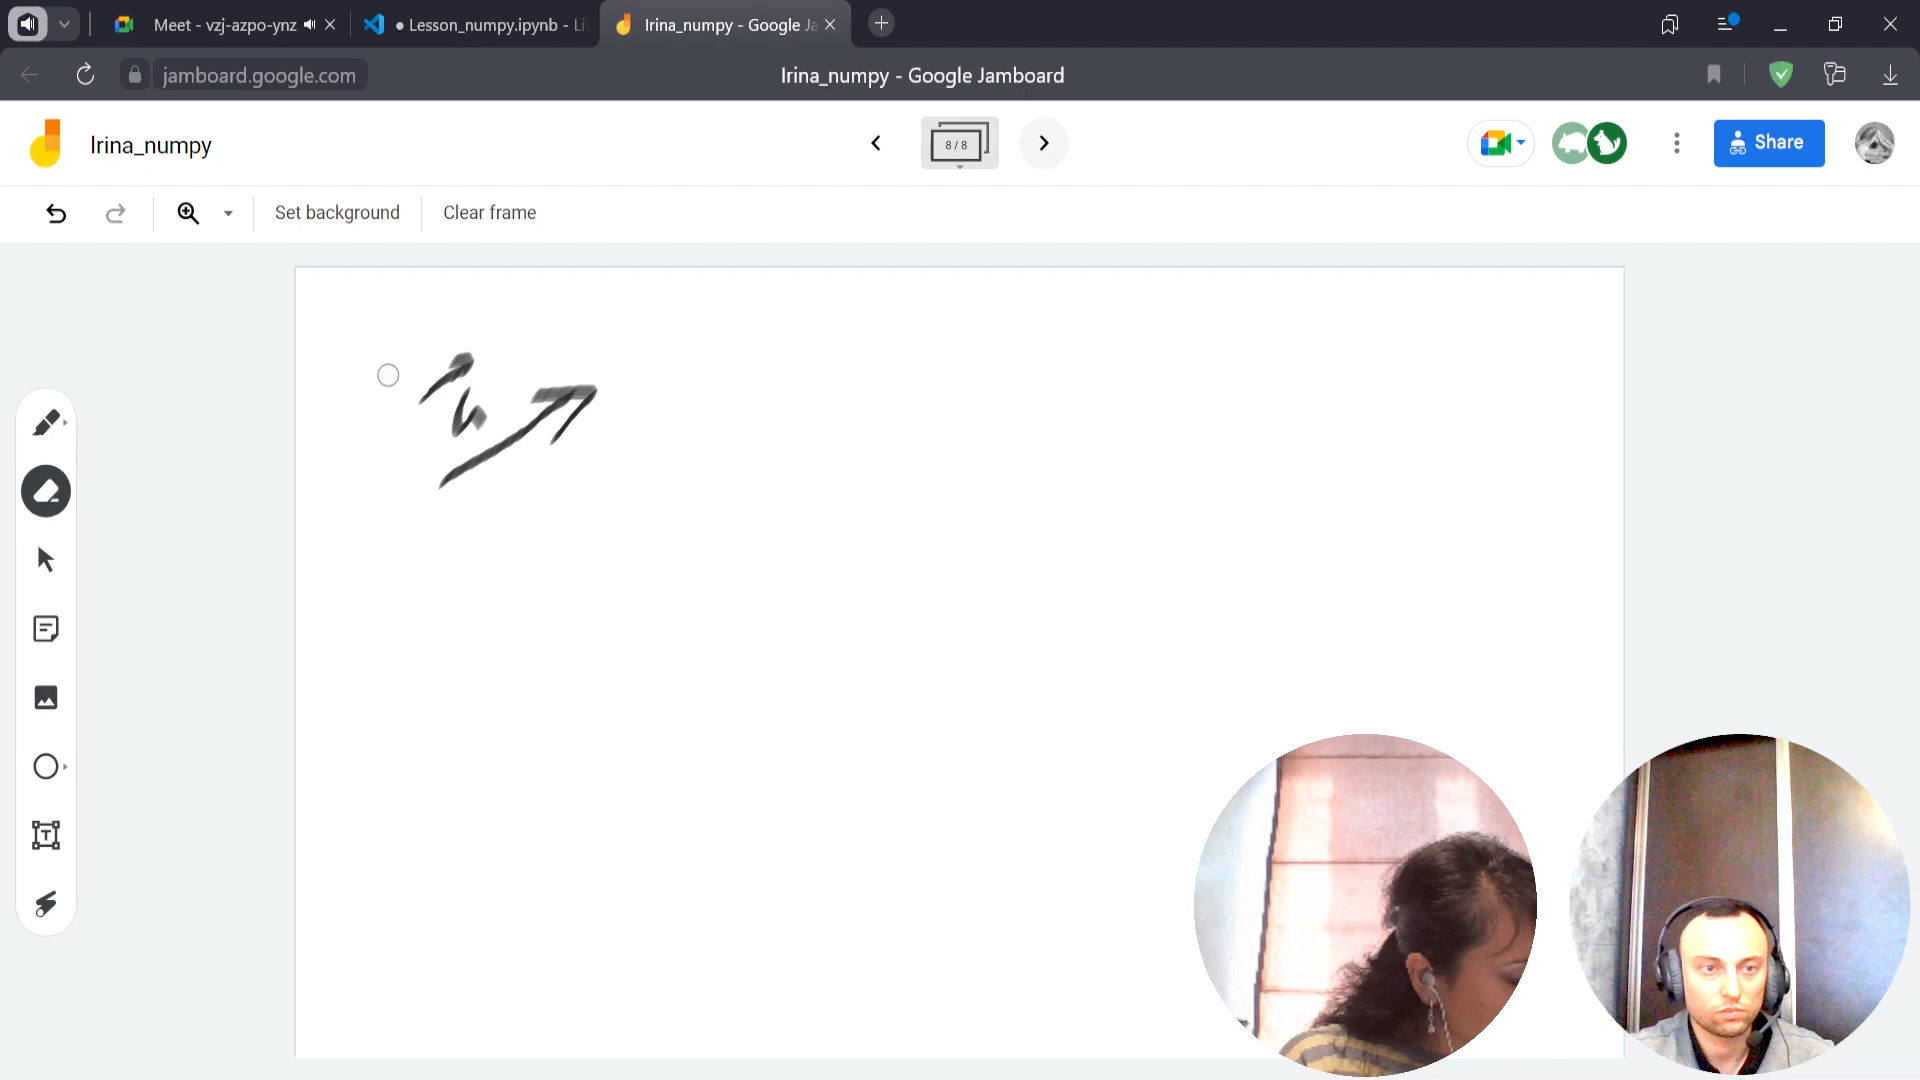 Meet - vzj-azpo-ynz
● Lesson_numpy.ipynb - Li
Irina_numpy - Google Ja
jamboard.google.com
Irina_numpy - Google Jamboard
Irina_numpy
8 / 8
Share
Set background
Clear frame